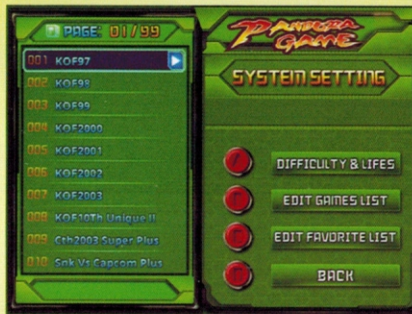 PAGE: 01/99
001 KOF97
002 KOF98
003 KOF99
004 KOF2000
005 KOF2001
006 KOF2002
007 KOF2003
008 KOF10Th Unique II
009 Cth2003 Super Plus
010 Snk Vs Capcom Plus
PANDORA
GAME
SYSTEM SETTING
DIFFICULTY & LIFES
EDIT GAMES LIST
EDIT FAVORITE LIST
BACK